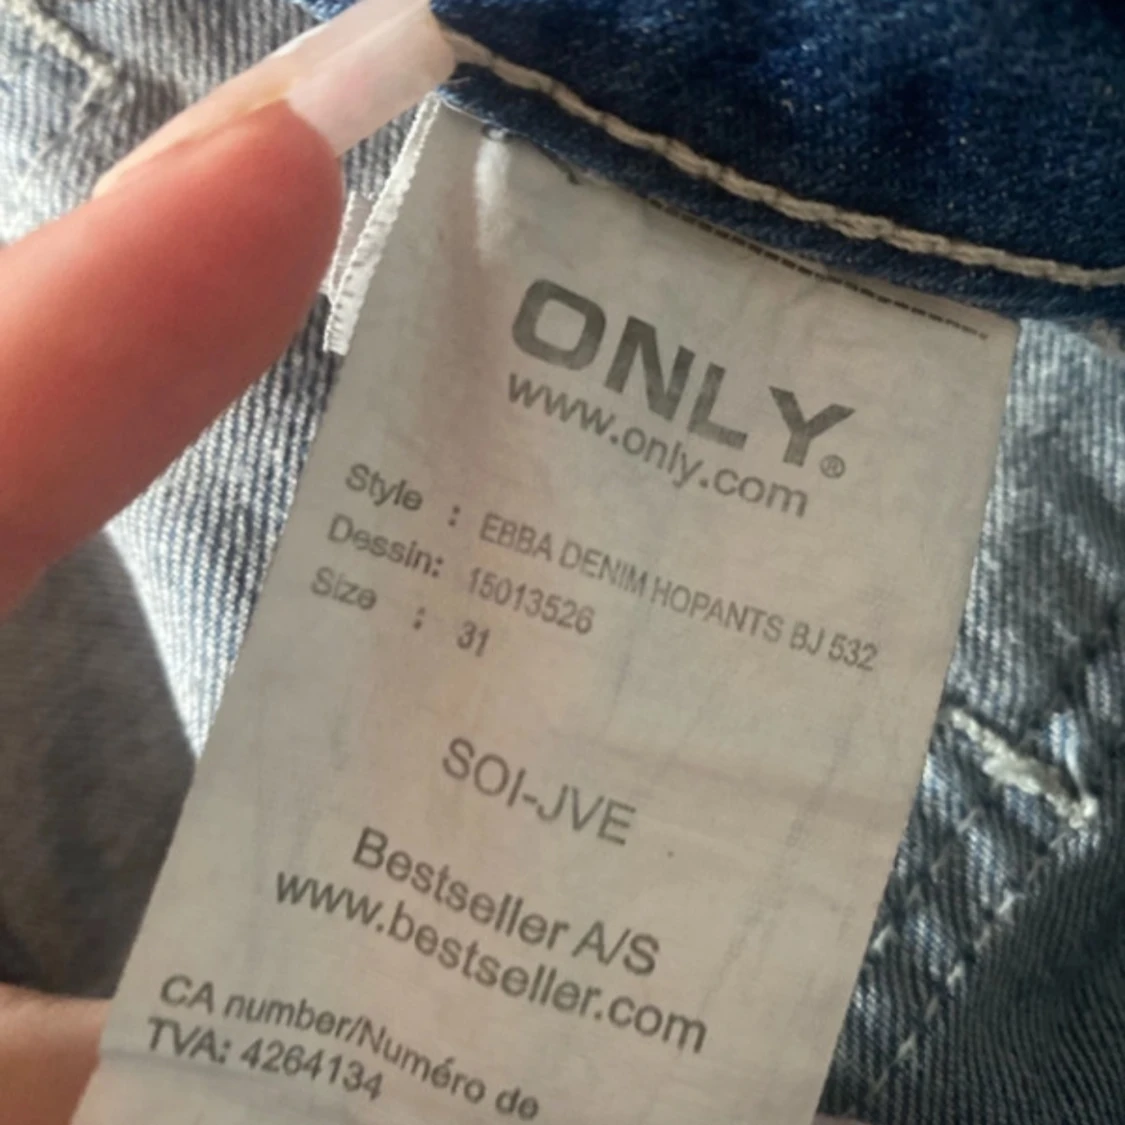 ONLY®
www.only.com
Style : EBBA DENIM HOPANTS BJ 532
Dessin: 15013526
Size : 31
SOI-JVE
Bestseller A/S
www.bestseller.com
CA number/Numéro de
TVA: 4264134